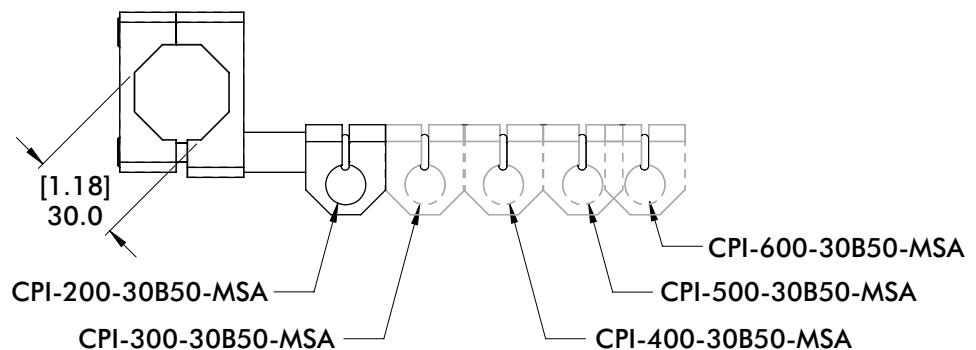 [1.18]
30.0
CPI-600-30B50-MSA
CPI-200-30B50-MSA
CPI-500-30B50-MSA
CPI-300-30B50-MSA
CPI-400-30B50-MSA